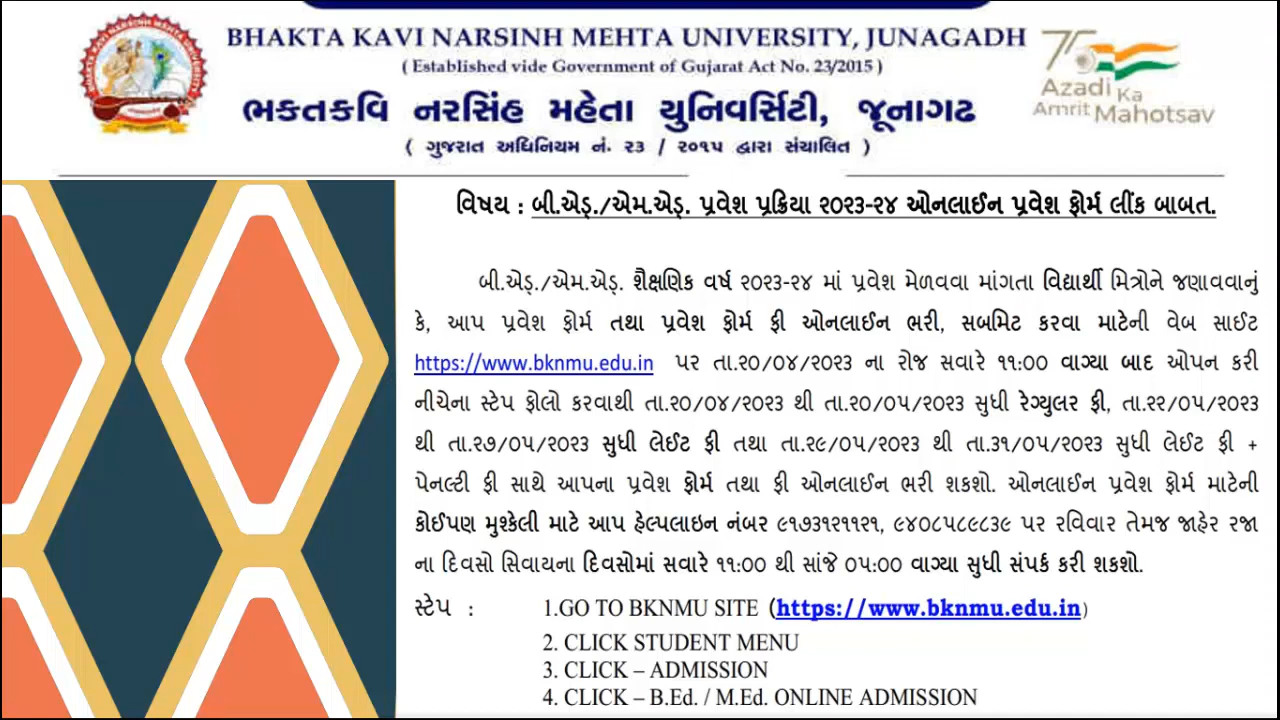 BHAKTA KAVI NARSINH MEHTA UNIVERSITY, JUNAGADH
( Established vide Government of Gujarat Act No. 23/2015 )
ભક્તકવિ નરસિંહ મહેતા યુનિવર્સિટી, જૂનાગઢ
( ગુજરાત અધિનિયમ નં. ૨૩ / ૨૦૧૫ દ્વારા સંચાલિત )
75
Azadi Ka
Amrit Mahotsav
BHAKTA KAVI NARSINH MEHTA UNIVERSITY
વિષય : બી.એડ્./એમ.એડ્. પ્રવેશ પ્રક્રિયા ૨૦૨૩-૨૪ ઓનલાઈન પ્રવેશ ફોર્મ લીંક બાબત.
બી.એડ્./એમ.એડ્. શૈક્ષણિક વર્ષ ૨૦૨૩-૨૪ માં પ્રવેશ મેળવવા માંગતા વિદ્યાર્થી મિત્રોને જણાવવાનું
કે, આપ પ્રવેશ ફોર્મ તથા પ્રવેશ ફોર્મ ફી ઓનલાઈન ભરી, સબમિટ કરવા માટેની વેબ સાઈટ
https://www.bknmu.edu.in પર તા.૨૦/૦૪/૨૦૨૩ ના રોજ સવારે ૧૧:૦૦ વાગ્યા બાદ ઓપન કરી
નીચેના સ્ટેપ ફોલો કરવાથી તા.૨૦/૦૪/૨૦૨૩ થી તા.૨૦/૦૫/૨૦૨૩ સુધી રેગ્યુલર ફી, તા.૨૨/૦૫/૨૦૨૩
થી તા.૨૭/૦૫/૨૦૨૩ સુધી લેઈટ ફી તથા તા.૨૯/૦૫/૨૦૨૩ થી તા.૩૧/૦૫/૨૦૨૩ સુધી લેઈટ ફી +
પેનલ્ટી ફી સાથે આપના પ્રવેશ ફોર્મ તથા ફી ઓનલાઈન ભરી શકશો. ઓનલાઈન પ્રવેશ ફોર્મ માટેની
કોઈપણ મુશ્કેલી માટે આપ હેલ્પલાઇન નંબર ૯૧૭૩૧૨૧૧૨૧, ૯૪૦૮૫૮૯૮૩૯ પર રવિવાર તેમજ જાહેર રજા
ના દિવસો સિવાયના દિવસોમાં સવારે ૧૧:૦૦ થી સાંજે ૦૫:૦૦ વાગ્યા સુધી સંપર્ક કરી શકશો.
સ્ટેપ : 1.GO TO BKNMU SITE (https://www.bknmu.edu.in)
2. CLICK STUDENT MENU
3. CLICK – ADMISSION
4. CLICK – B.Ed. / M.Ed. ONLINE ADMISSION